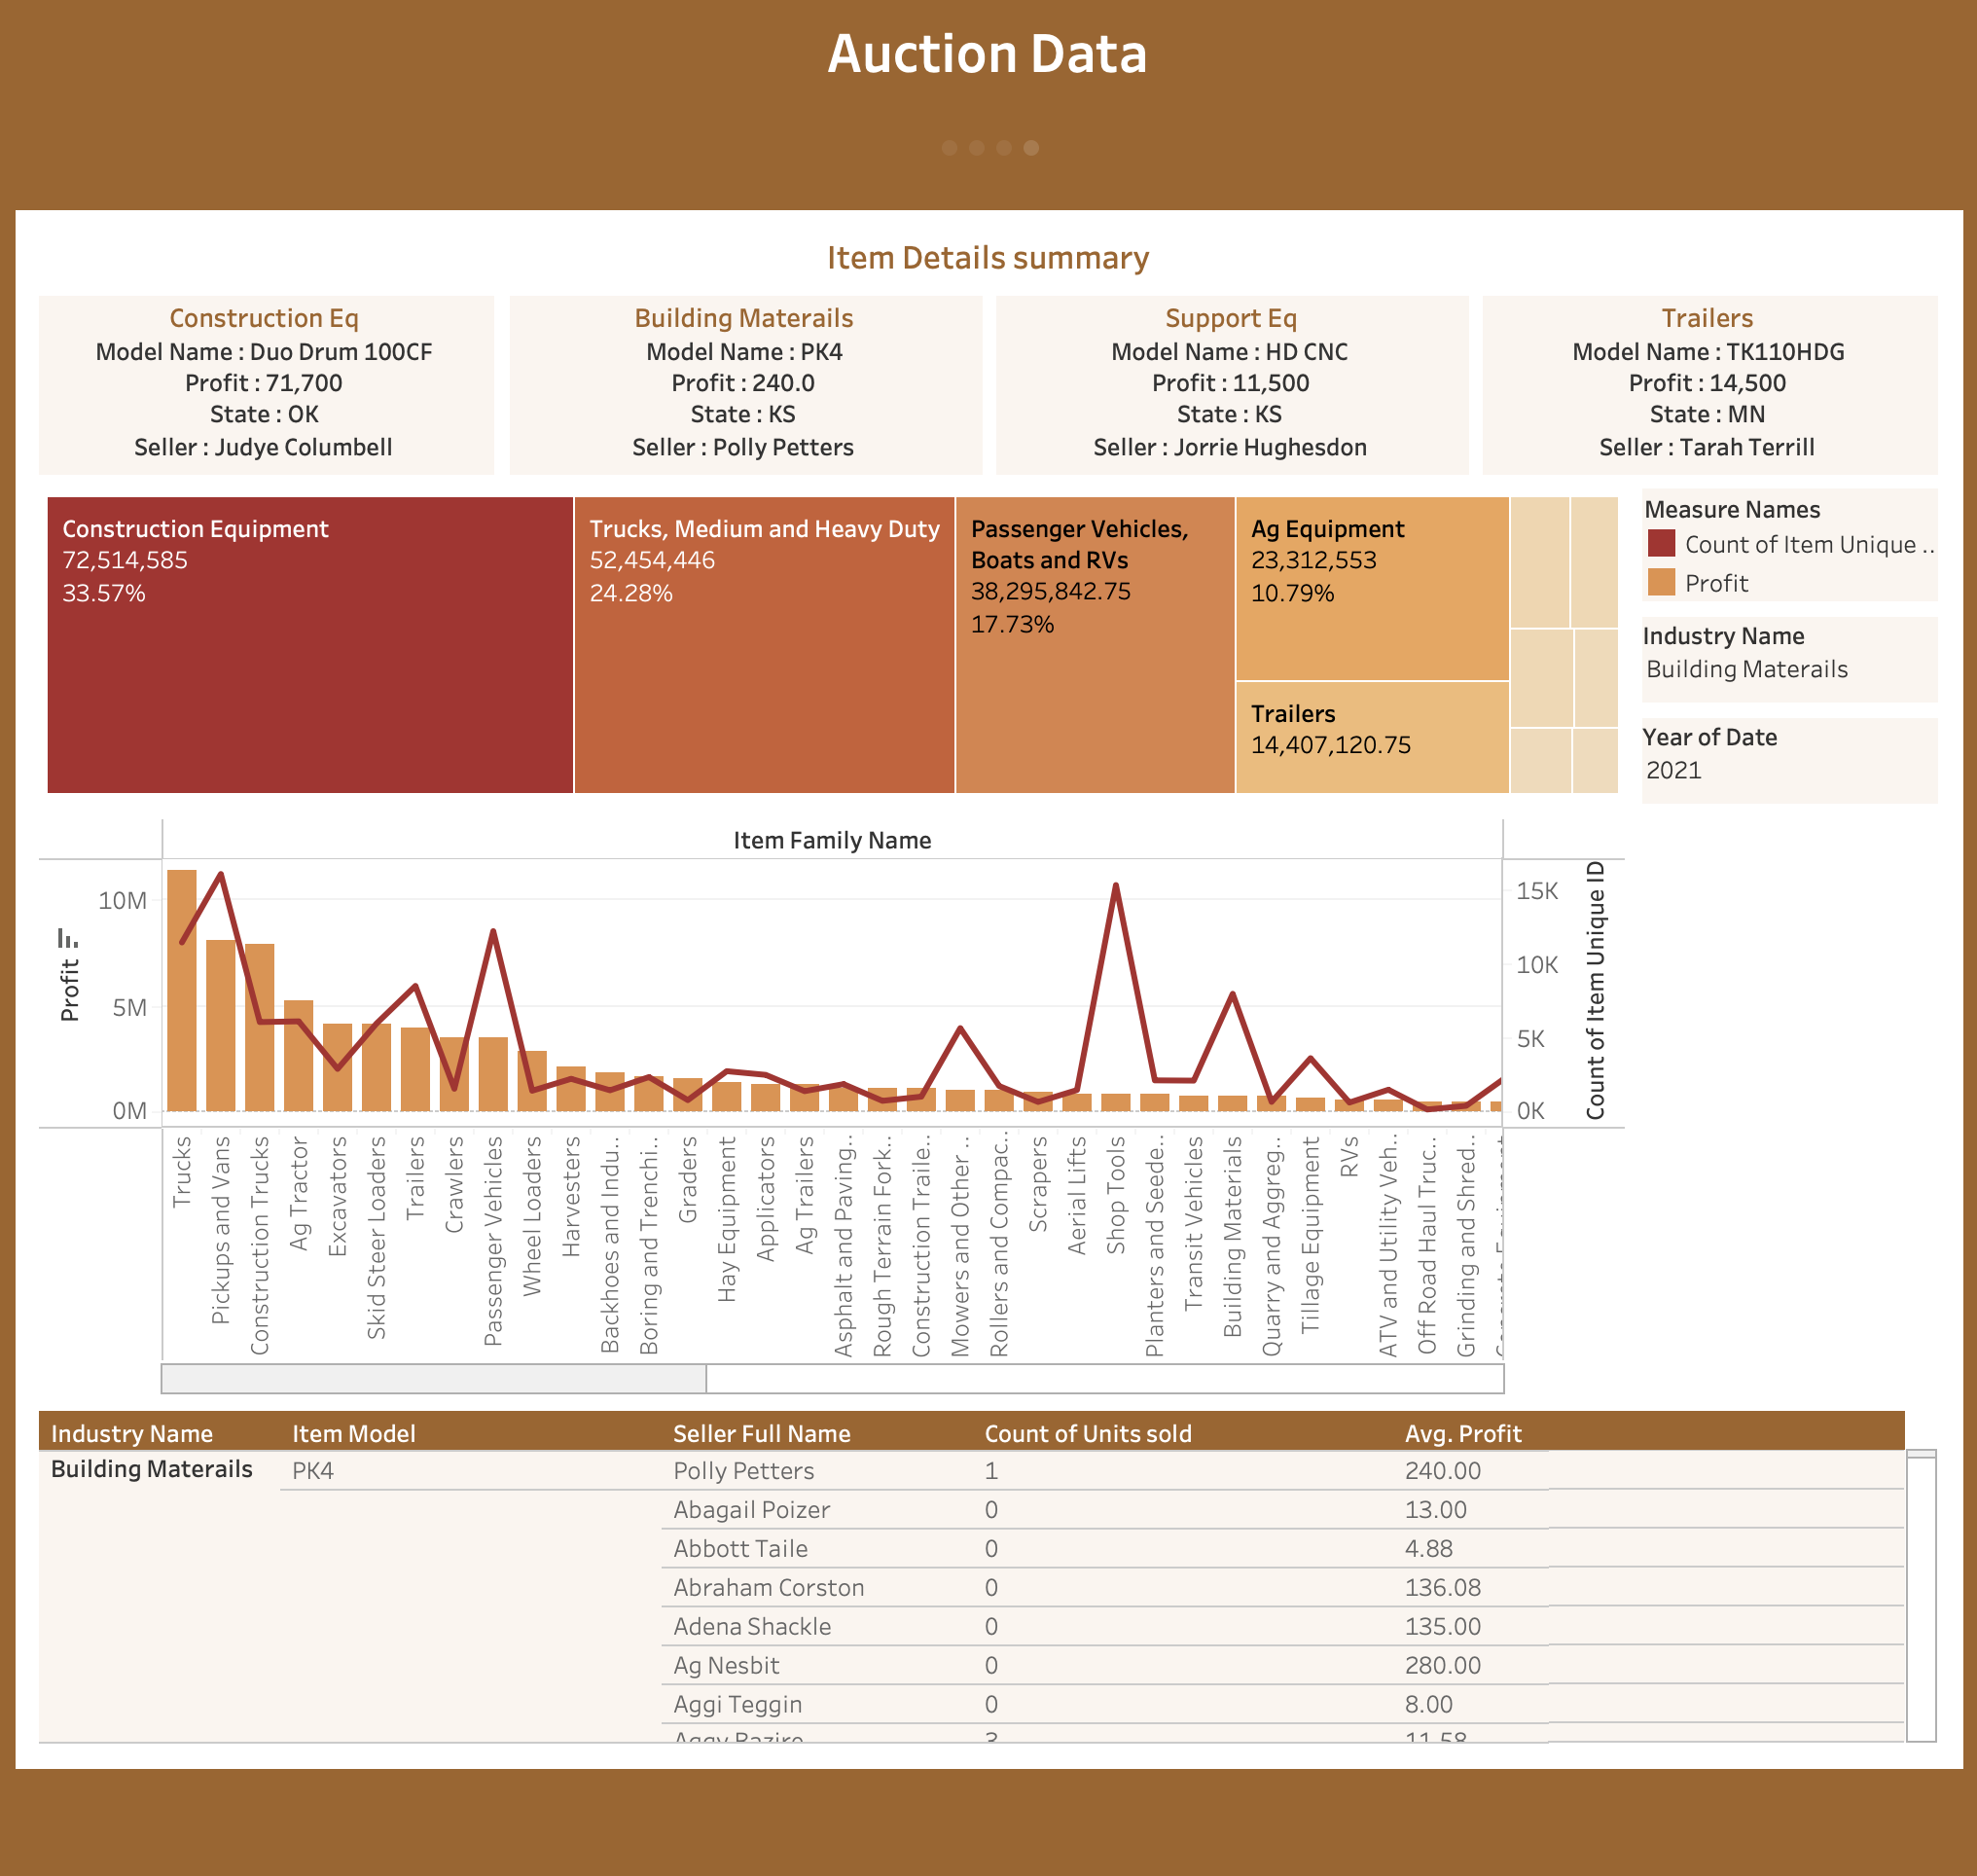 Auction Data
Item Details summary
Construction Eq
Model Name : Duo Drum 100CF
Profit : 71,700
State : OK
Seller : Judye Columbell
Building Materails
Model Name : PK4
Profit : 240.0
State : KS
Seller : Polly Petters
Support Eq
Model Name : HD CNC
Profit : 11,500
State : KS
Seller : Jorrie Hughesdon
Trailers
Model Name : TK110HDG
Profit : 14,500
State : MN
Seller : Tarah Terrill
Construction Equipment
72,514,585
33.57%
Trucks, Medium and Heavy Duty
52,454,446
24.28%
Passenger Vehicles,
Boats and RVs
38,295,842.75
17.73%
Ag Equipment
23,312,553
10.79%
Trailers
14,407,120.75
Measure Names
Count of Item Unique ..
Profit
Industry Name
Building Materails
Year of Date
2021
Item Family Name
Profit
10M
5M
0M
15K
10K
5K
0K
Count of Item Unique ID
Trucks
Pickups and Vans
Construction Trucks
Ag Tractor
Excavators
Skid Steer Loaders
Trailers
Crawlers
Passenger Vehicles
Wheel Loaders
Harvesters
Backhoes and Indu..
Boring and Trenchi..
Graders
Hay Equipment
Applicators
Ag Trailers
Asphalt and Paving..
Rough Terrain Fork..
Construction Traile..
Mowers and Other ..
Rollers and Compac..
Scrapers
Aerial Lifts
Shop Tools
Planters and Seede..
Transit Vehicles
Building Materials
Quarry and Aggreg..
Tillage Equipment
RVs
ATV and Utility Veh..
Off Road Haul Truc..
Grinding and Shred..
Industry Name Item Model Seller Full Name Count of Units sold Avg. Profit
Building Materails PK4 Polly Petters 1 240.00
Abagail Poizer 0 13.00
Abbott Taile 0 4.88
Abraham Corston 0 136.08
Adena Shackle 0 135.00
Ag Nesbit 0 280.00
Aggi Teggin 0 8.00